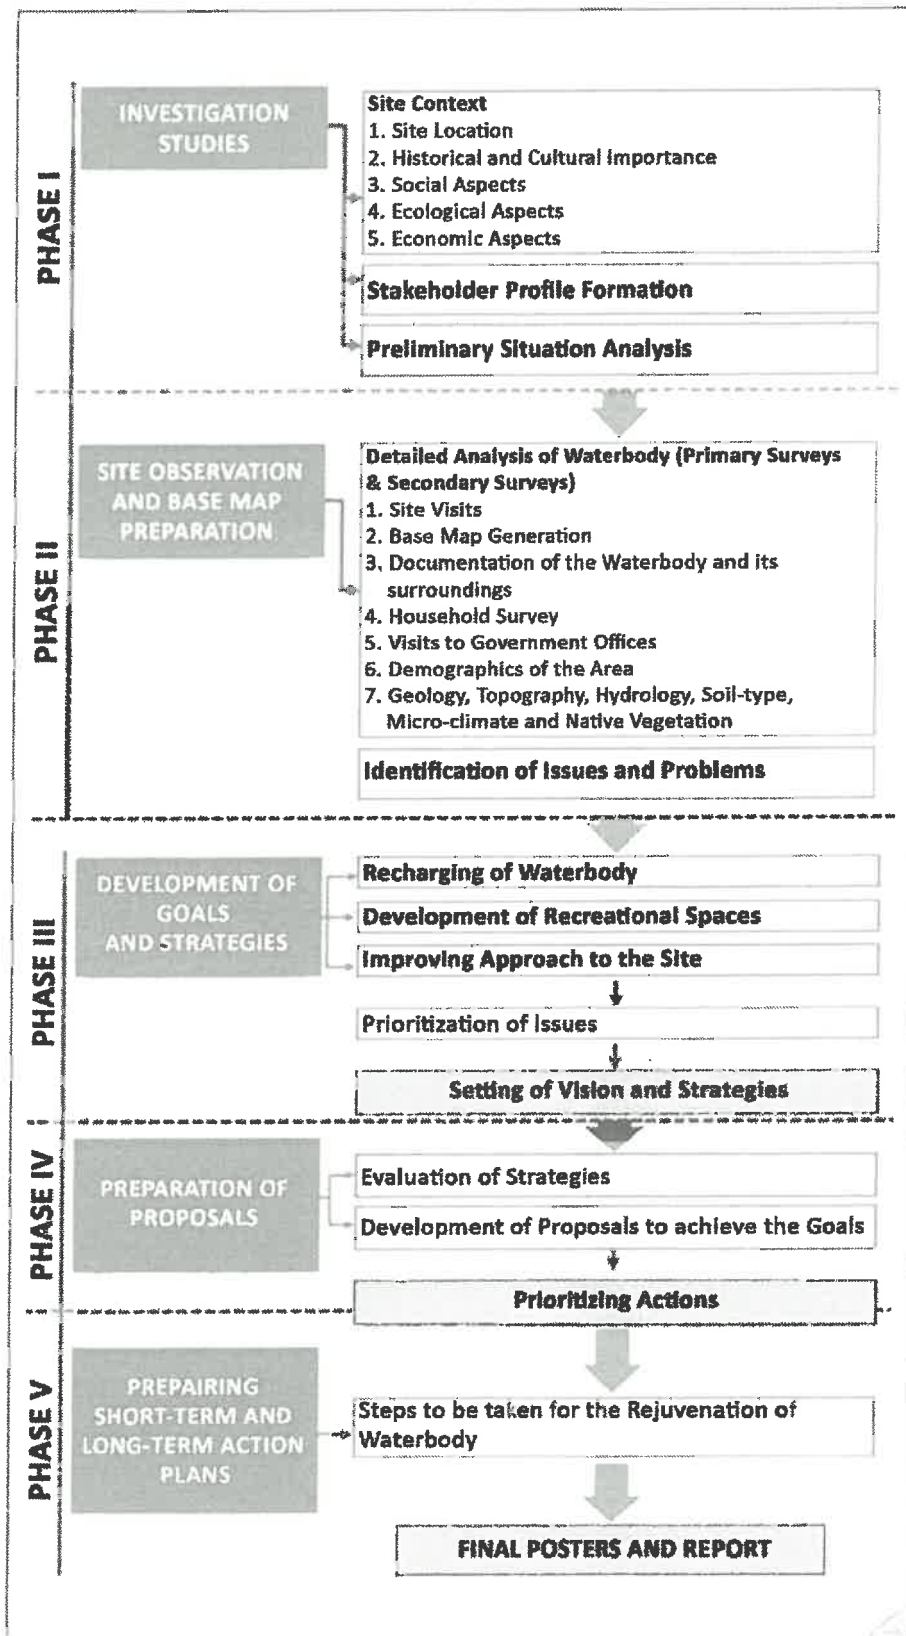 PHASE I
INVESTIGATION
STUDIES
Site Context
1. Site Location
2. Historical and Cultural Importance
3. Social Aspects
4. Ecological Aspects
5. Economic Aspects
Stakeholder Profile Formation
Preliminary Situation Analysis
PHASE II
SITE OBSERVATION
AND BASE MAP
PREPARATION
Detailed Analysis of Waterbody (Primary Surveys
& Secondary Surveys)
1. Site Visits
2. Base Map Generation
3. Documentation of the Waterbody and its
surroundings
4. Household Survey
5. Visits to Government Offices
6. Demographics of the Area
7. Geology, Topography, Hydrology, Soil-type,
Micro-climate and Native Vegetation
Identification of Issues and Problems
PHASE III
DEVELOPMENT OF
GOALS
AND STRATEGIES
Recharging of Waterbody
Development of Recreational Spaces
Improving Approach to the Site
Prioritization of Issues
Setting of Vision and Strategies
PHASE IV
PREPARATION OF
PROPOSALS
Evaluation of Strategies
Development of Proposals to achieve the Goals
Prioritizing Actions
PHASE V
PREPAIRING
SHORT-TERM AND
LONG-TERM ACTION
PLANS
Steps to be taken for the Rejuvenation of
Waterbody
FINAL POSTERS AND REPORT